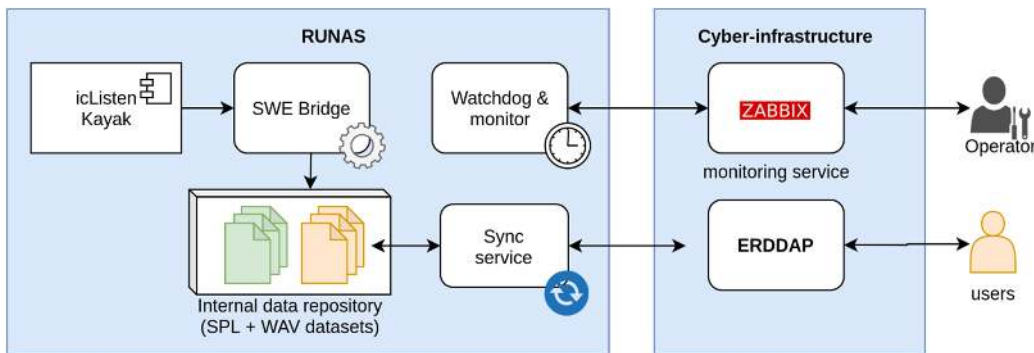 RUNAS
Cyber-infrastructure
icListen
Kayak
SWE Bridge
Watchdog &
monitor
ZABBIX
Operator
monitoring service
Sync
service
ERDDAP
users
Internal data repository
(SPL + WAV datasets)